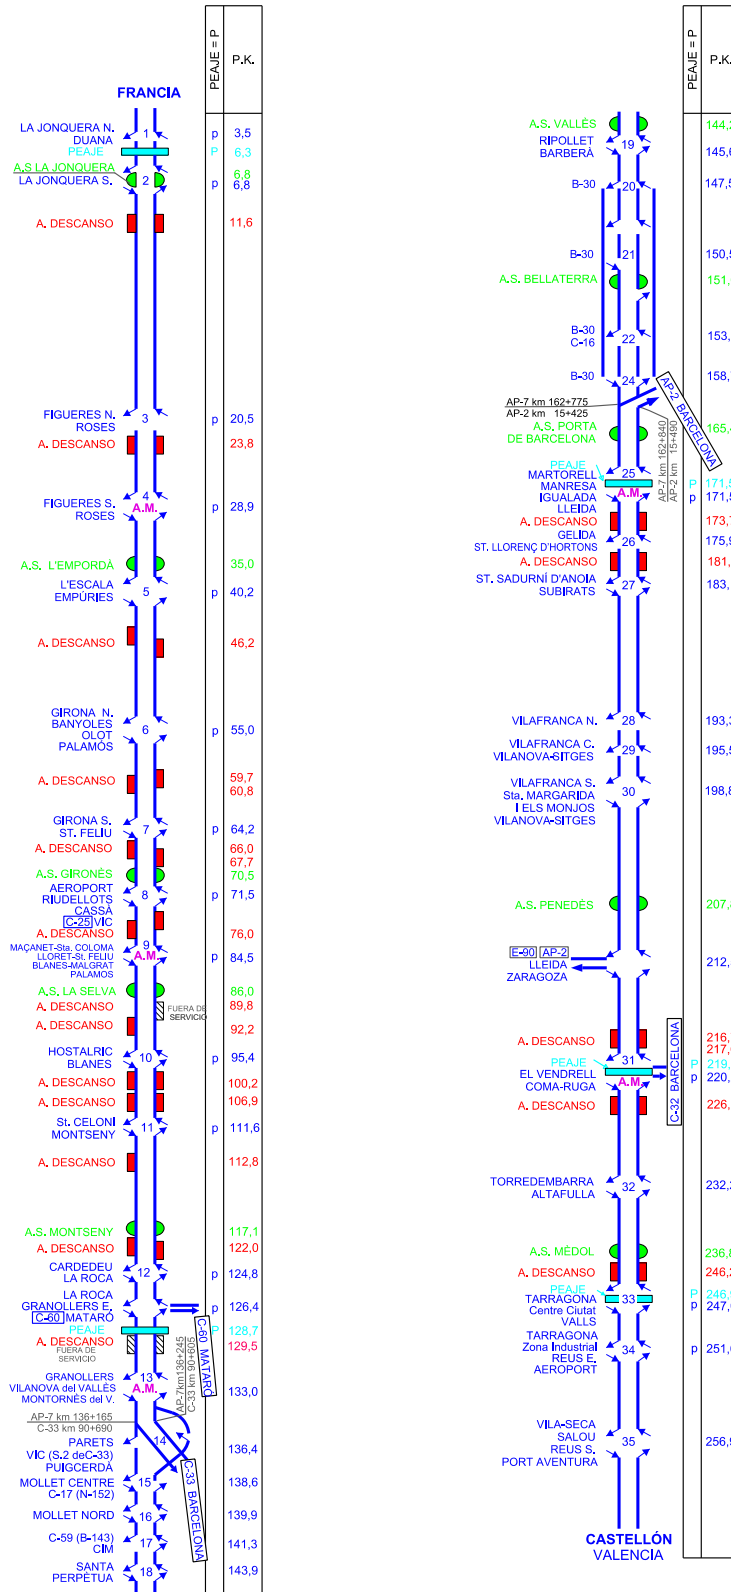 PEAJE = P
P.K.
FRANCIA
LA JONQUERA N.
DUANA
1
p
3,5
PEAJE
P
6,3
A,S LA JONQUERA
6,8
LA JONQUERA S.
2
p
6,8
A. DESCANSO
11,6
FIGUERES N.
ROSES
3
p
20,5
A. DESCANSO
23,8
FIGUERES S.
ROSES
4
A.M.
p
28,9
A.S. L'EMPORDÀ
35,0
L'ESCALA
EMPÚRIES
5
p
40,2
A. DESCANSO
46,2
GIRONA N.
BANYOLES
OLOT
PALAMÓS
6
p
55,0
A. DESCANSO
59,7
60,8
GIRONA S.
ST. FELIU
7
p
64,2
A. DESCANSO
66,0
67,7
A.S. GIRONÈS
70,5
AEROPORT
RIUDELLOTS
CASSÀ
C-25 VIC
8
p
71,5
A. DESCANSO
76,0
MAÇANET-Sta. COLOMA
LLORET-St. FELIU
BLANES-MALGRAT
PALAMOS
9
A.M.
p
84,5
A.S. LA SELVA
86,0
A. DESCANSO
FUERA DE
SERVICIO
89,8
A. DESCANSO
92,2
HOSTALRIC
BLANES
10
p
95,4
A. DESCANSO
100,2
A. DESCANSO
106,9
St. CELONI
MONTSENY
11
p
111,6
A. DESCANSO
112,8
A.S. MONTSENY
117,1
A. DESCANSO
122,0
CARDEDEU
LA ROCA
12
p
124,8
LA ROCA
GRANOLLERS E.
C-60 MATARÓ
p
126,4
PEAJE
P
128,7
A. DESCANSO
FUERA DE
SERVICIO
129,5
C-60 MATARÓ
AP-7km136+245
C-33 km 90+605
GRANOLLERS
VILANOVA del VALLÈS
MONTORNÈS del V.
13
A.M.
133,0
AP-7 km 136+165
C-33 km 90+690
PARETS
VIC (S.2 deC-33)
PUIGCERDÀ
14
136,4
C-33 BARCELONA
MOLLET CENTRE
C-17 (N-152)
15
138,6
MOLLET NORD
16
139,9
C-59 (B-143)
CIM
17
141,3
SANTA
PERPÈTUA
18
143,9
PEAJE = P
P.K.
A.S. VALLÈS
144,2
RIPOLLET
BARBERÀ
19
145,6
B-30
20
147,5
B-30
21
150,5
A.S. BELLATERRA
151,
B-30
C-16
22
153,
B-30
24
158,
AP-2 BARCELONA
AP-7 km 162+775
AP-2 km 15+425
AP-7 km 162+840
AP-2 km 15+490
A.S. PORTA
DE BARCELONA
165,4
25
PEAJE
P
171,5
MARTORELL
MANRESA
IGUALADA
LLEIDA
A.M.
p
171,5
A. DESCANSO
173,7
GELIDA
ST. LLORENÇ D'HORTONS
26
175,9
A. DESCANSO
181,
ST. SADURNÍ D'ANOIA
SUBIRATS
27
183,
VILAFRANCA N.
28
193,3
VILAFRANCA C.
VILANOVA-SITGES
29
195,5
VILAFRANCA S.
Sta. MARGARIDA
I ELS MONJOS
VILANOVA-SITGES
30
198,8
A.S. PENEDÈS
207,4
E-90 AP-2
LLEIDA
ZARAGOZA
212,
C-32 BARCELONA
A. DESCANSO
216,
217,
31
PEAJE
P
219,
EL VENDRELL
COMA-RUGA
A.M.
p
220,
A. DESCANSO
226,
TORREDEMBARRA
ALTAFULLA
32
232,2
A.S. MÈDOL
236,8
A. DESCANSO
246,2
PEAJE
P
246,9
TARRAGONA
Centre Ciutat
VALLS
33
p
247,
TARRAGONA
Zona Industrial
REUS E.
AEROPORT
34
p
251,
VILA-SECA
SALOU
REUS S.
PORT AVENTURA
35
256,9
CASTELLÓN
VALENCIA